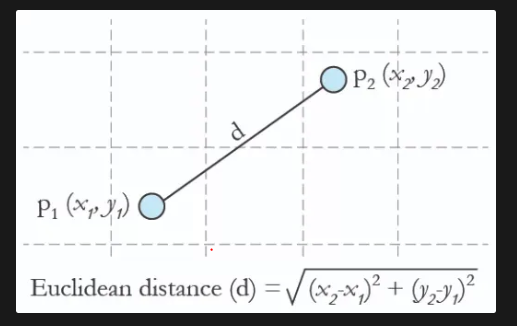 P₂ (x₂, y₂)
d
P₁ (x₁, y₁)
Euclidean distance (d) = √(x₂-x₁)² + (y₂-y₁)²